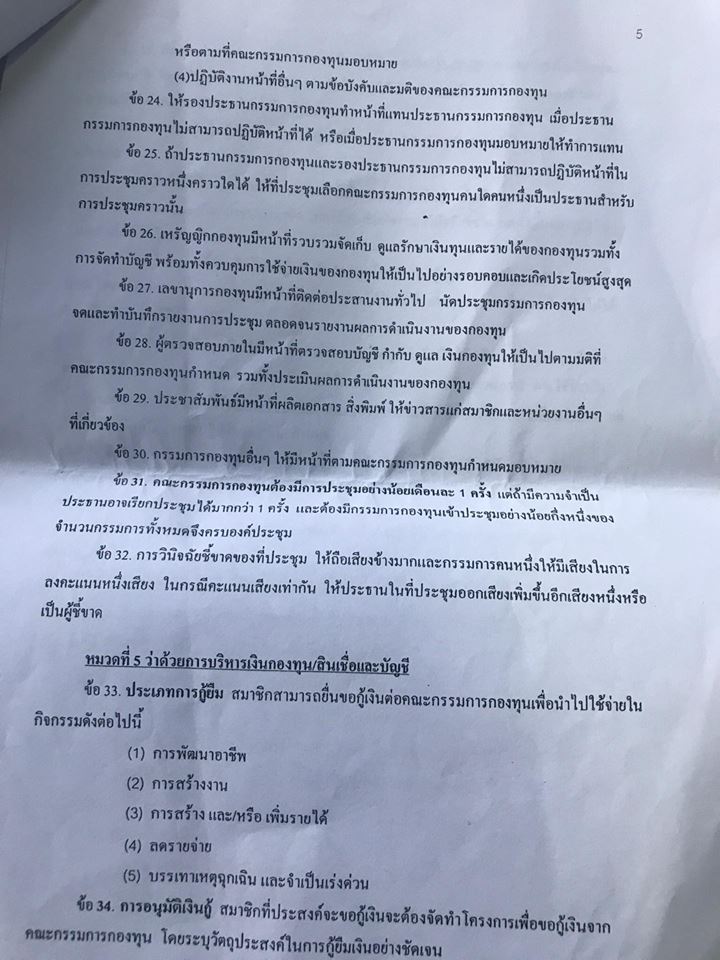 5
หรือตามที่คณะกรรมการกองทุนมอบหมาย
(4)ปฏิบัติงานหน้าที่อื่นๆ ตามข้อบังคับและมติของคณะกรรมการกองทุน
ข้อ 24. ให้รองประธานกรรมการกองทุนทำหน้าที่แทนประธานกรรมการกองทุน เมื่อประธาน
กรรมการกองทุนไม่สามารถปฏิบัติหน้าที่ได้ หรือเมื่อประธานกรรมการกองทุนมอบหมายให้ทำการแทน
ข้อ 25. ถ้าประธานกรรมการกองทุนและรองประธานกรรมการกองทุนไม่สามารถปฏิบัติหน้าที่ใน
การประชุมคราวหนึ่งคราวใดได้ ให้ที่ประชุมเลือกคณะกรรมการกองทุนคนใดคนหนึ่งเป็นประธานสำหรับ
การประชุมคราวนั้น
ข้อ 26. เหรัญญิกกองทุนมีหน้าที่รวบรวมจัดเก็บ ดูแลรักษาเงินทุนและรายได้ของกองทุนรวมทั้ง
การจัดทำบัญชี พร้อมทั้งควบคุมการใช้จ่ายเงินของกองทุนให้เป็นไปอย่างรอบคอบและเกิดประโยชน์สูงสุด
ข้อ 27. เลขานุการกองทุนมีหน้าที่ติดต่อประสานงานทั่วไป นัดประชุมกรรมการกองทุน
จดและทำบันทึกรายงานการประชุม ตลอดจนรายงานผลการดำเนินงานของกองทุน
ข้อ 28. ผู้ตรวจสอบภายในมีหน้าที่ตรวจสอบบัญชี กำกับ ดูแล เงินกองทุนให้เป็นไปตามมติที่
คณะกรรมการกองทุนกำหนด รวมทั้งประเมินผลการดำเนินงานของกองทุน
ข้อ 29. ประชาสัมพันธ์มีหน้าที่ผลิตเอกสาร สิ่งพิมพ์ ให้ข่าวสารแก่สมาชิกและหน่วยงานอื่นๆ
ที่เกี่ยวข้อง
ข้อ 30. กรรมการกองทุนอื่นๆ ให้มีหน้าที่ตามคณะกรรมการกองทุนกำหนดมอบหมาย
ข้อ 31. คณะกรรมการกองทุนต้องมีการประชุมอย่างน้อยเดือนละ 1 ครั้ง แต่ถ้ามีความจำเป็น
ประธานอาจเรียกประชุมได้มากกว่า 1 ครั้ง และต้องมีกรรมการกองทุนเข้าประชุมอย่างน้อยกึ่งหนึ่งของ
จำนวนกรรมการทั้งหมดจึงครบองค์ประชุม
ข้อ 32. การวินิจฉัยชี้ขาดของที่ประชุม ให้ถือเสียงข้างมากและกรรมการคนหนึ่งให้มีเสียงในการ
ลงคะแนนหนึ่งเสียง ในกรณีคะแนนเสียงเท่ากัน ให้ประธานในที่ประชุมออกเสียงเพิ่มขึ้นอีกเสียงหนึ่งหรือ
เป็นผู้ชี้ขาด
หมวดที่ 5 ว่าด้วยการบริหารเงินกองทุน/สินเชื่อและบัญชี
ข้อ 33. ประเภทการกู้ยืม สมาชิกสามารถยื่นขอกู้เงินต่อคณะกรรมการกองทุนเพื่อนำไปใช้จ่ายใน
กิจกรรมดังต่อไปนี้
(1) การพัฒนาอาชีพ
(2) การสร้างงาน
(3) การสร้าง และ/หรือ เพิ่มรายได้
(4) ลดรายจ่าย
(5) บรรเทาเหตุฉุกเฉิน และจำเป็นเร่งด่วน
ข้อ 34. การอนุมัติเงินกู้ สมาชิกที่ประสงค์จะขอกู้เงินจะต้องจัดทำโครงการเพื่อขอกู้เงินจาก
คณะกรรมการกองทุน โดยระบุวัตถุประสงค์ในการกู้ยืมเงินอย่างชัดเจน